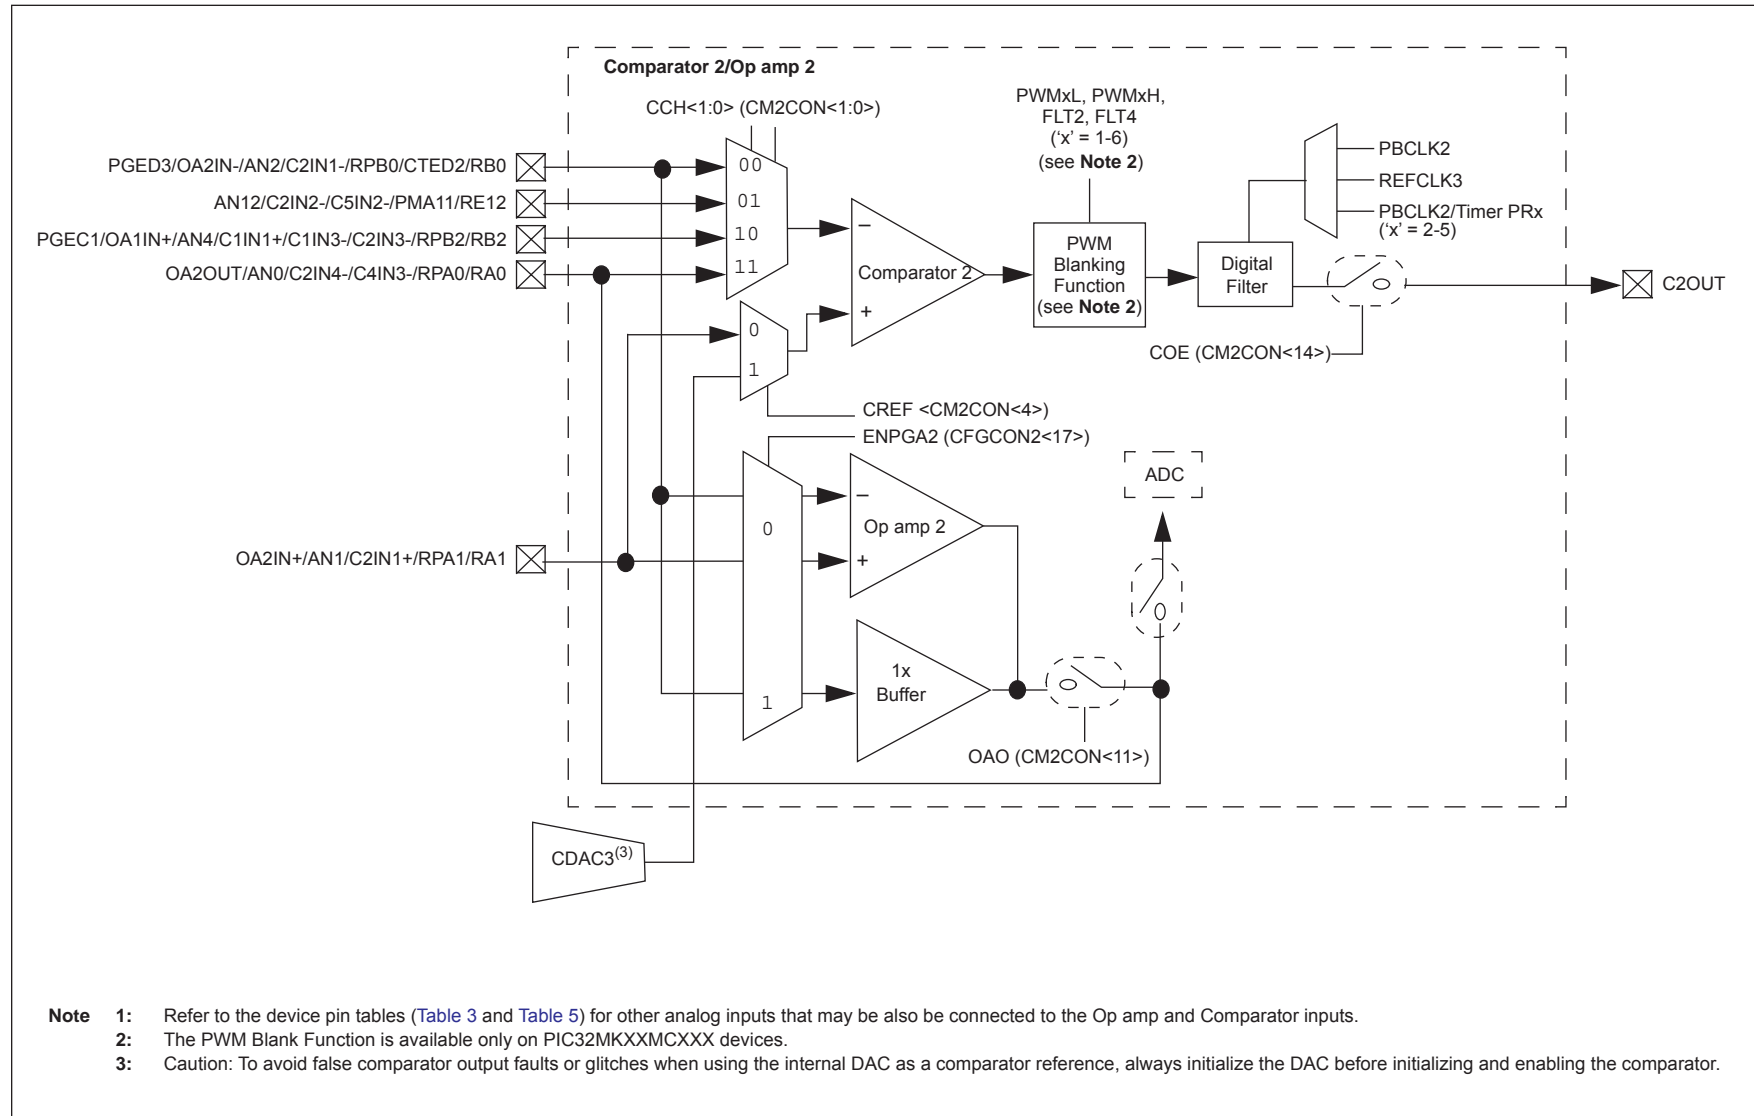 Comparator 2/Op amp 2
CCH<1:0> (CM2CON<1:0>)
PWMxL, PWMxH,
FLT2, FLT4
(‘x’ = 1-6)
(see Note 2)
PGED3/OA2IN-/AN2/C2IN1-/RPB0/CTED2/RB0
AN12/C2IN2-/C5IN2-/PMA11/RE12
PGEC1/OA1IN+/AN4/C1IN1+/C1IN3-/C2IN3-/RPB2/RB2
OA2OUT/AN0/C2IN4-/C4IN3-/RPA0/RA0
00
01
10
11
–
Comparator 2
+
PWM
Blanking
Function
(see Note 2)
Digital
Filter
PBCLK2
REFCLK3
PBCLK2/Timer PRx
(‘x’ = 2-5)
C2OUT
COE (CM2CON<14>)
0
1
CREF <CM2CON<4>)
ENPGA2 (CFGCON2<17>)
ADC
–
Op amp 2
+
0
OA2IN+/AN1/C2IN1+/RPA1/RA1
1x
Buffer
1
OAO (CM2CON<11>)
CDAC3(3)
Note 1: Refer to the device pin tables (Table 3 and Table 5) for other analog inputs that may be also be connected to the Op amp and Comparator inputs.
2: The PWM Blank Function is available only on PIC32MKXXMCXXX devices.
3: Caution: To avoid false comparator output faults or glitches when using the internal DAC as a comparator reference, always initialize the DAC before initializing and enabling the comparator.